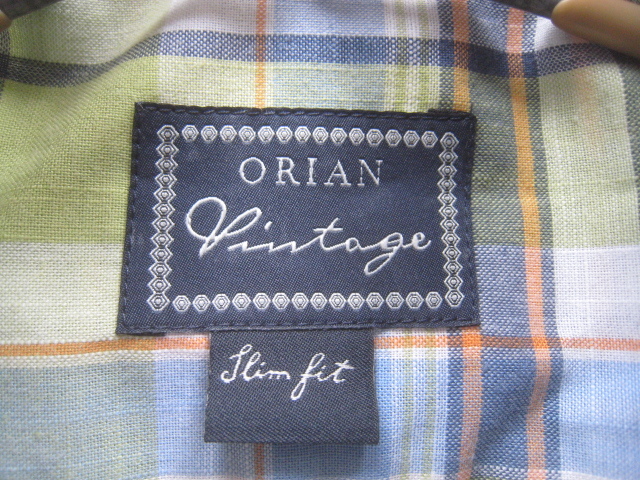 ORIAN
Vintage
Slim fit